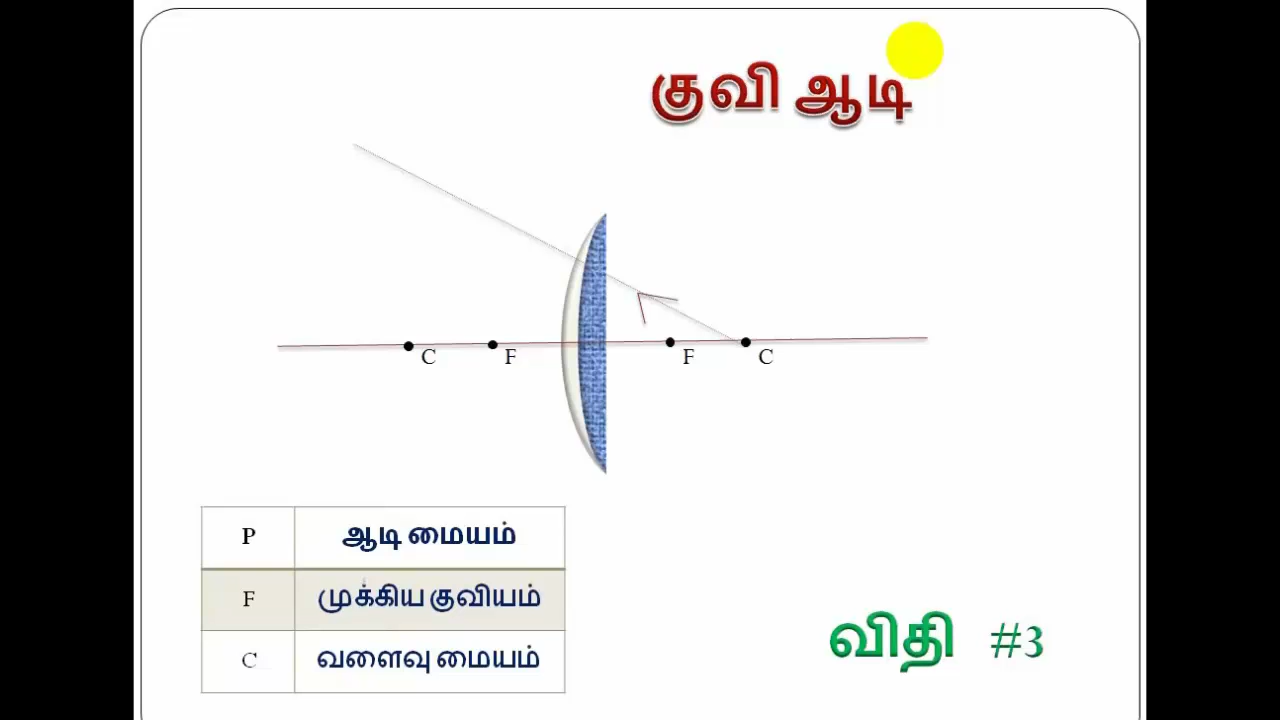 குவி ஆடி
C F F C
P ஆடி மையம்
F முக்கிய குவியம்
C வளைவு மையம்
விதி #3